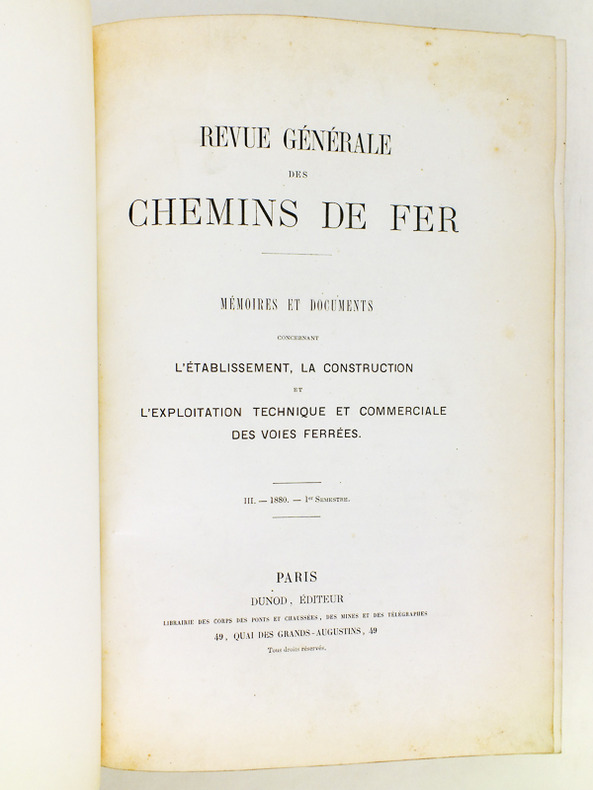 REVUE GÉNÉRALE
DES
CHEMINS DE FER
MÉMOIRES ET DOCUMENTS
CONCERNANT
L'ÉTABLISSEMENT, LA CONSTRUCTION
ET
L'EXPLOITATION TECHNIQUE ET COMMERCIALE
DES VOIES FERRÉES.
III. — 1880. — 1er SEMESTRE.
PARIS
DUNOD, ÉDITEUR
LIBRAIRIE DES CORPS DES PONTS ET CHAUSSÉES, DES MINES ET DES TÉLÉGRAPHES
49, QUAI DES GRANDS-AUGUSTINS, 49
Tous droits réservés.